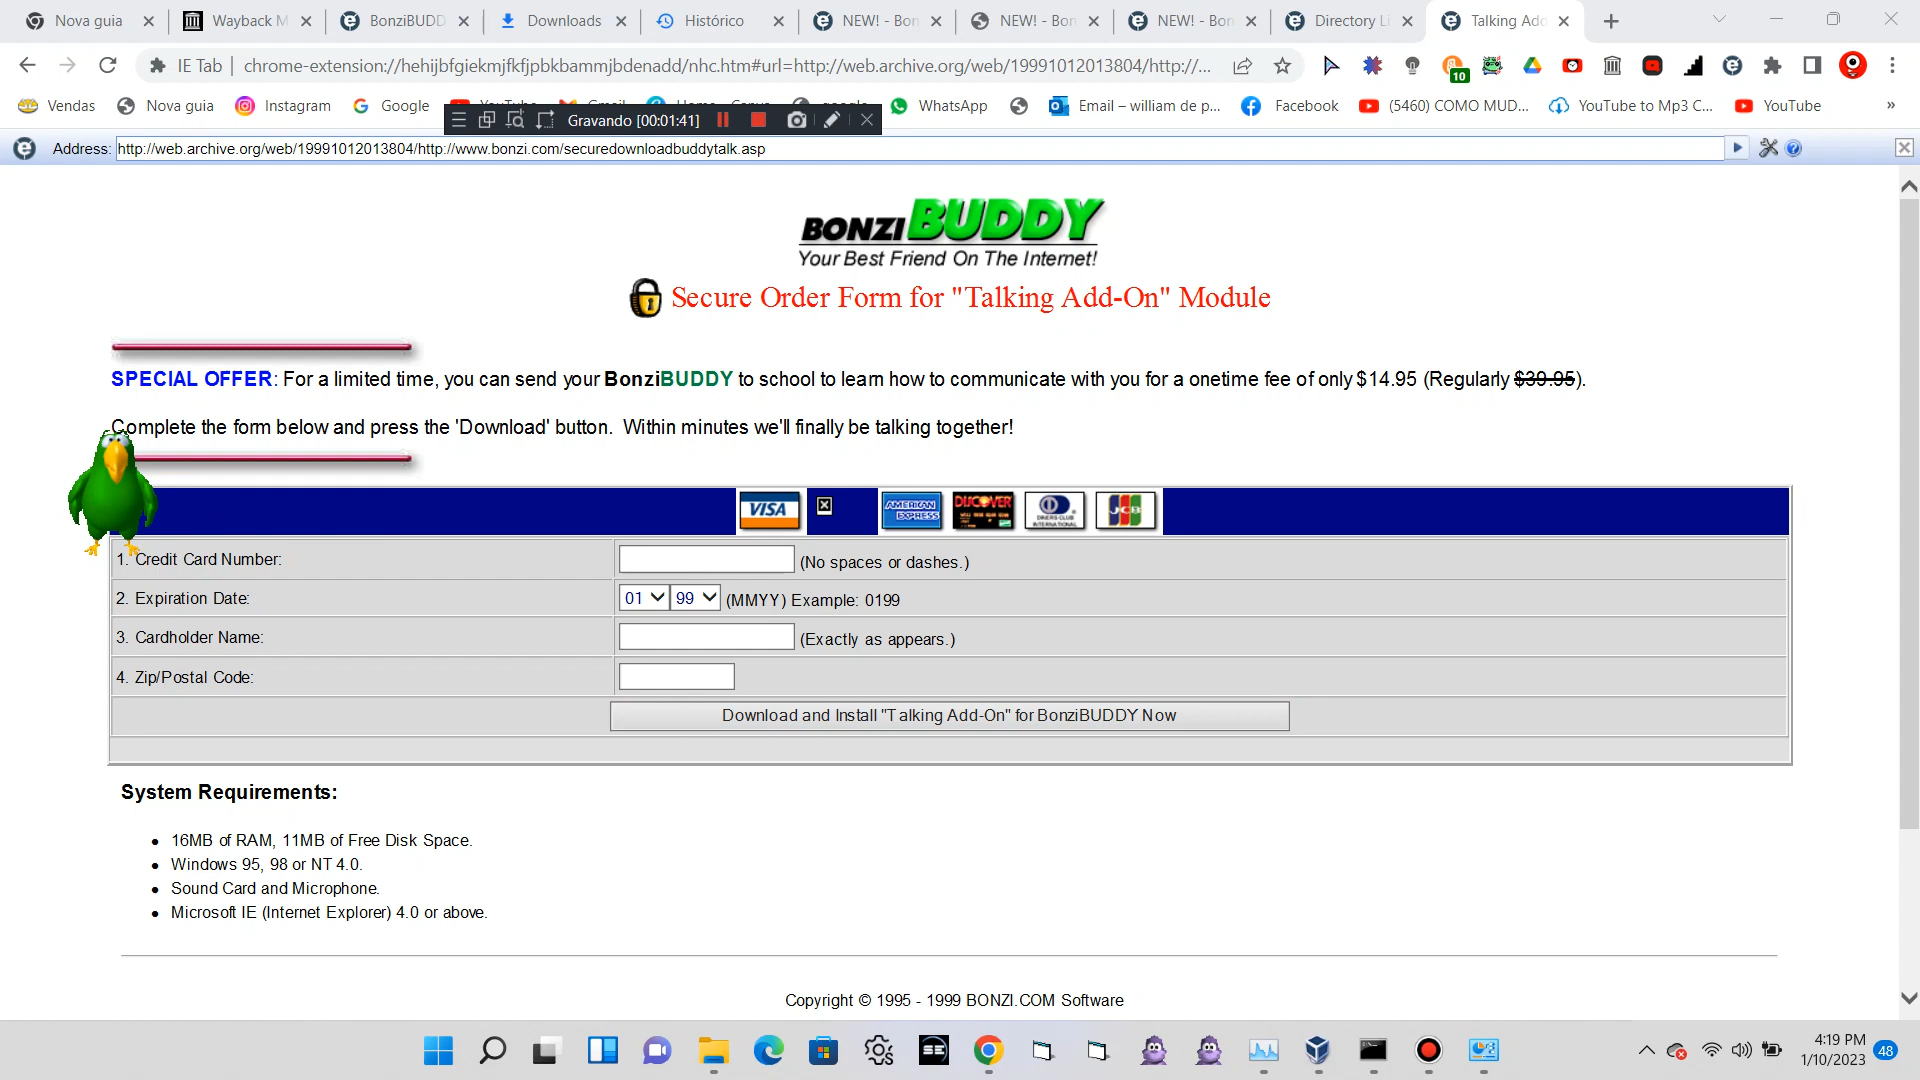 Nova guia
Wayback M
BonziBUDD
Downloads
Histórico
NEW! - Bon
NEW! - Bon
NEW! - Bon
Directory Li
Talking Add
IE Tab
chrome-extension://hehijbfgiekmjfkfjpbkbammjbdenadd/nhc.htm#url=http://web.archive.org/web/19991012013804/http://...
10
Vendas
Nova guia
Instagram
Google
WhatsApp
Email – william de p...
Facebook
(5460) COMO MUD...
YouTube to Mp3 C...
YouTube
»
Gravando [00:01:41]
Address: http://web.archive.org/web/19991012013804/http://www.bonzi.com/securedownloadbuddytalk.asp
BONZI BUDDY
Your Best Friend On The Internet!
Secure Order Form for "Talking Add-On" Module
SPECIAL OFFER: For a limited time, you can send your BonziBUDDY to school to learn how to communicate with you for a onetime fee of only $14.95 (Regularly $39.95).
Complete the form below and press the 'Download' button. Within minutes we'll finally be talking together!
VISA
AMERICAN EXPRESS
DISCOVER
DINERS CLUB INTERNATIONAL
JCB
1. Credit Card Number:
(No spaces or dashes.)
2. Expiration Date:
01
99
(MMYY) Example: 0199
3. Cardholder Name:
(Exactly as appears.)
4. Zip/Postal Code:
Download and Install "Talking Add-On" for BonziBUDDY Now
System Requirements:
16MB of RAM, 11MB of Free Disk Space.
Windows 95, 98 or NT 4.0.
Sound Card and Microphone.
Microsoft IE (Internet Explorer) 4.0 or above.
Copyright © 1995 - 1999 BONZI.COM Software
SE
4:19 PM
1/10/2023
48